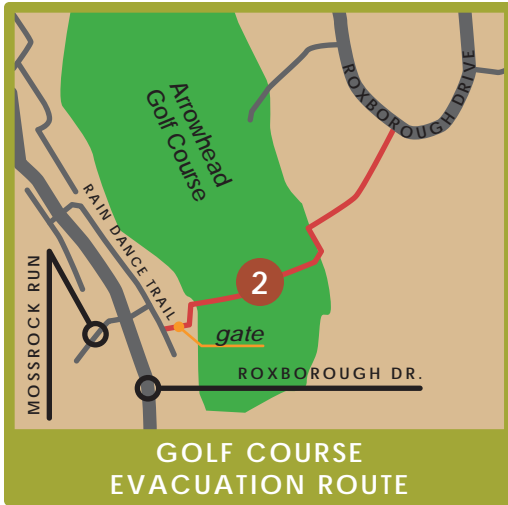 ROXBOROUGH DRIVE
Arrowhead
Golf Course
RAIN DANCE TRAIL
2
MOSSROCK RUN
gate
ROXBOROUGH DR.
GOLF COURSE
EVACUATION ROUTE